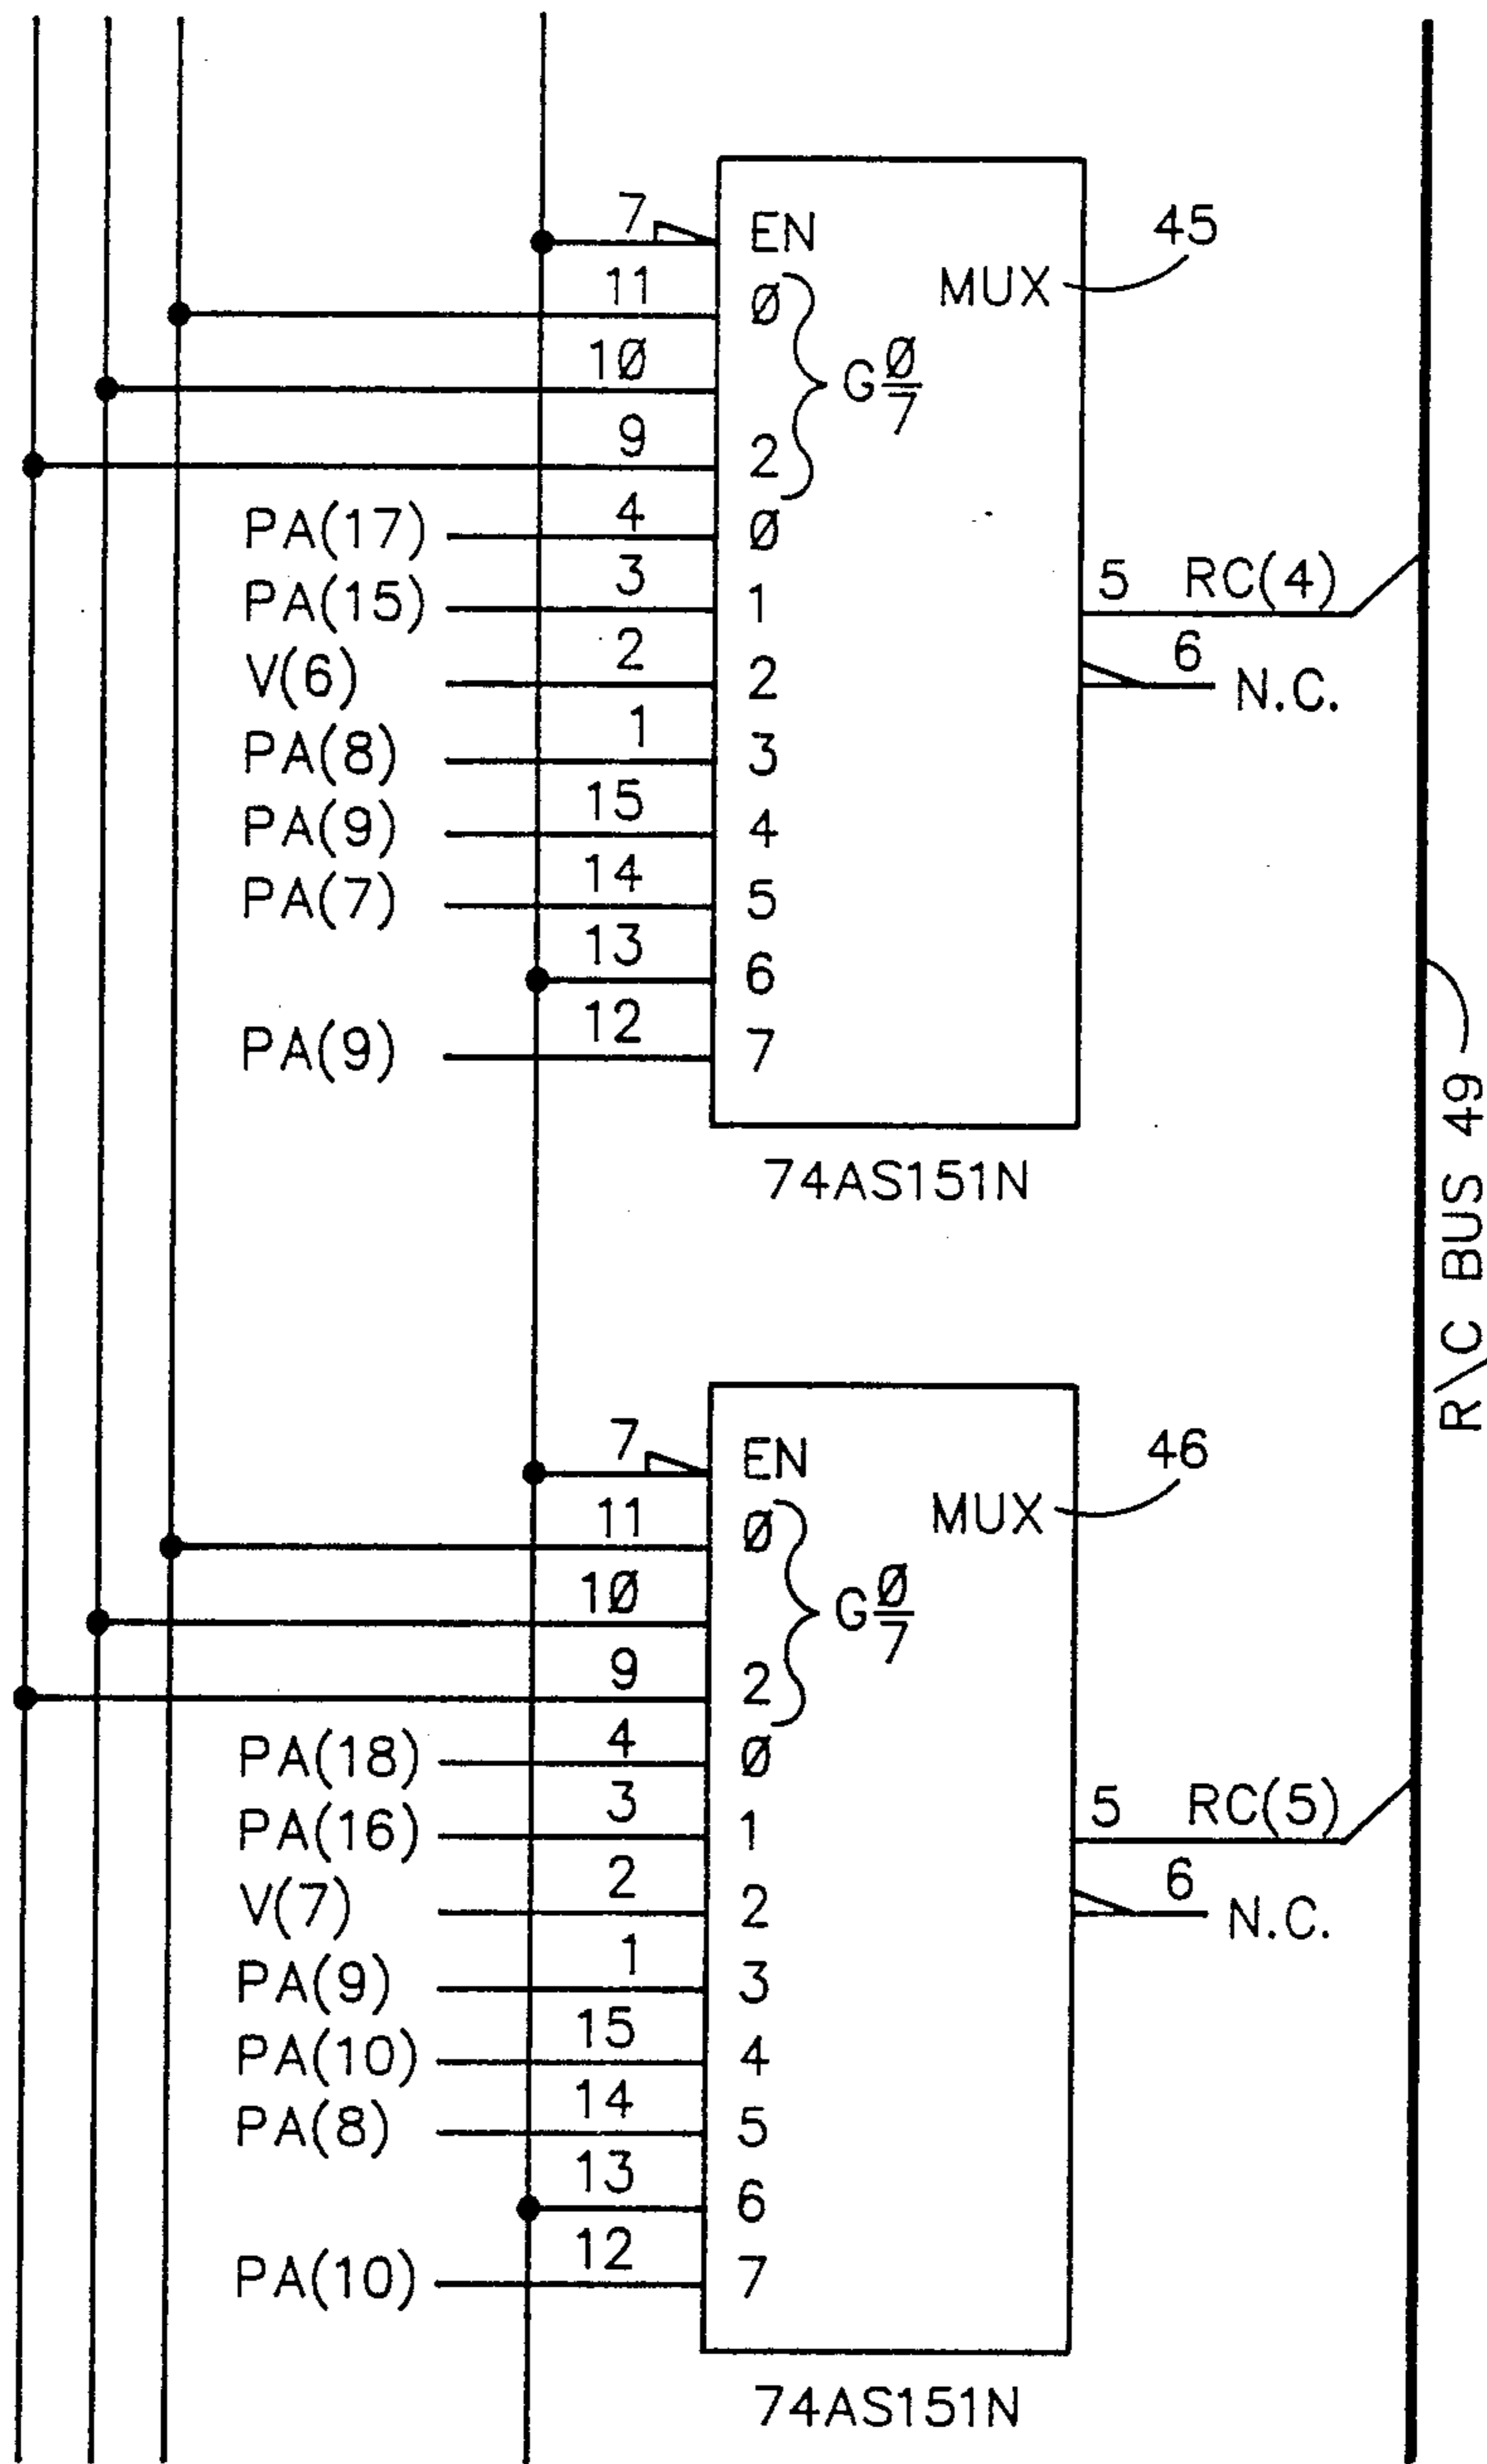 7 EN
45
MUX
11 Ø
1Ø
G Ø/7
9 2
PA(17) 4 Ø
PA(15) 3 1
5 RC(4)
V(6) 2 2
6 N.C.
PA(8) 1 3
PA(9) 15 4
PA(7) 14 5
13 6
PA(9) 12 7
74AS151N
R\C BUS 49
7 EN
46
MUX
11 Ø
1Ø
G Ø/7
9 2
PA(18) 4 Ø
PA(16) 3 1
5 RC(5)
V(7) 2 2
6 N.C.
PA(9) 1 3
PA(10) 15 4
PA(8) 14 5
13 6
PA(10) 12 7
74AS151N